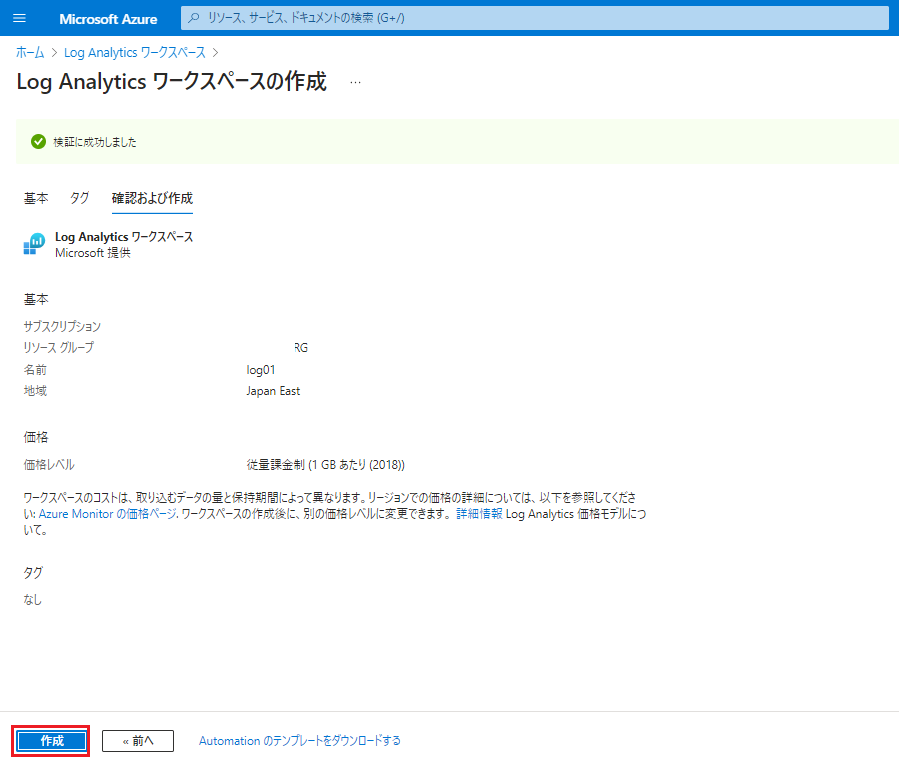 Microsoft Azure
リソース、サービス、ドキュメントの検索 (G+/)
ホーム > Log Analytics ワークスペース >
Log Analytics ワークスペースの作成 …
検証に成功しました
基本 タグ 確認および作成
Log Analytics ワークスペース
Microsoft 提供
基本
サブスクリプション
リソース グループ RG
名前 log01
地域 Japan East
価格
価格レベル 従量課金制 (1 GB あたり (2018))
ワークスペースのコストは、取り込むデータの量と保持期間によって異なります。リージョンでの価格の詳細については、以下を参照してくださ
い: Azure Monitor の価格ページ. ワークスペースの作成後に、別の価格レベルに変更できます。 詳細情報 Log Analytics 価格モデルにつ
いて。
タグ
なし
作成 « 前へ Automation のテンプレートをダウンロードする